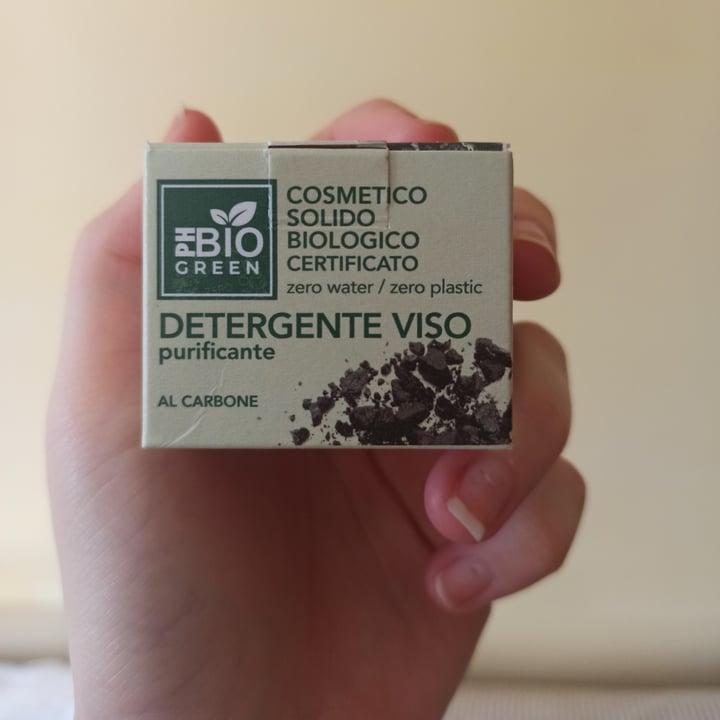 PH BIO
GREEN
COSMETICO
SOLIDO
BIOLOGICO
CERTIFICATO
zero water / zero plastic
DETERGENTE VISO
purificante
AL CARBONE